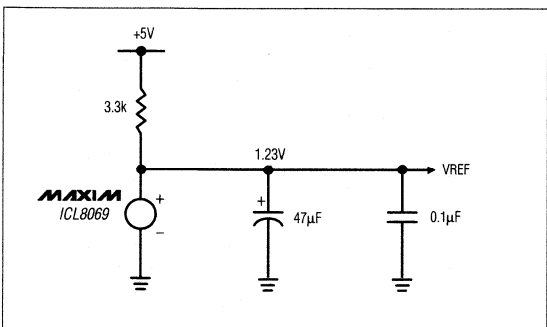 +5V
3.3k
1.23V
VREF
MAXIM
ICL8069
+
−
+
47μF
0.1μF